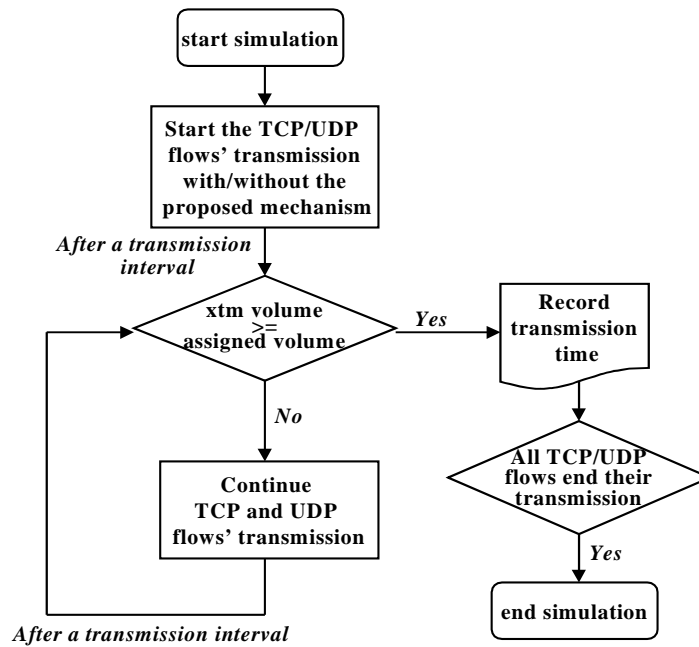 start simulation
Start the TCP/UDP
flows’ transmission
with/without the
proposed mechanism
After a transmission
interval
xtm volume
>=
assigned volume
Yes
Record
transmission
time
No
Continue
TCP and UDP
flows’ transmission
After a transmission interval
All TCP/UDP
flows end their
transmission
Yes
end simulation